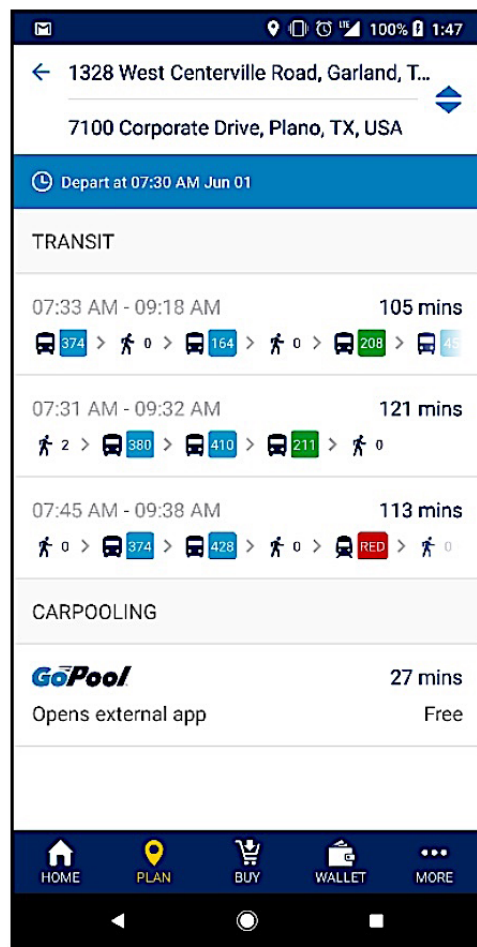 LTE 100% 1:47
1328 West Centerville Road, Garland, T...
7100 Corporate Drive, Plano, TX, USA
Depart at 07:30 AM Jun 01
TRANSIT
07:33 AM - 09:18 AM 105 mins
374 > 0 > 164 > 0 > 208 > 45
07:31 AM - 09:32 AM 121 mins
2 > 380 > 410 > 211 > 0
07:45 AM - 09:38 AM 113 mins
0 > 374 > 428 > 0 > RED > 0
CARPOOLING
GoPool 27 mins
Opens external app Free
HOME PLAN BUY WALLET MORE